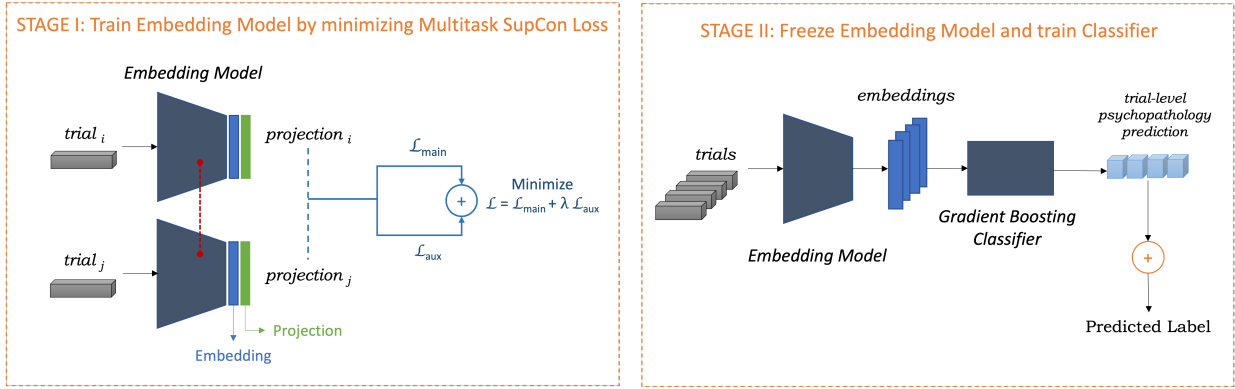 STAGE I: Train Embedding Model by minimizing Multitask SupCon Loss
Embedding Model
trial i
projection i
ℒmain
+
Minimize
ℒ = ℒmain + λ ℒaux
ℒaux
trial j
projection j
Projection
Embedding
STAGE II: Freeze Embedding Model and train Classifier
embeddings
trial-level
psychopathology
prediction
trials
Gradient Boosting
Classifier
Embedding Model
+
Predicted Label